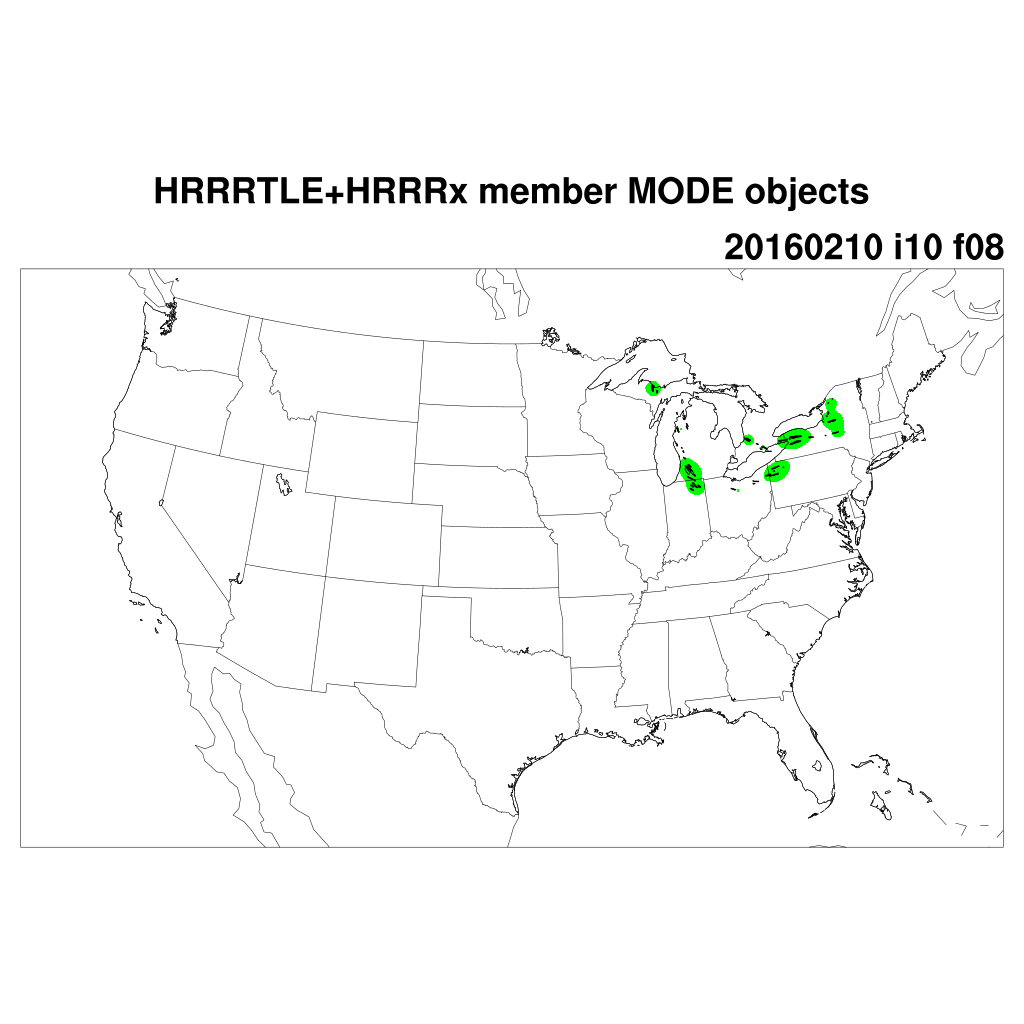 HRRRTLE+HRRRx member MODE objects
20160210 i10 f08